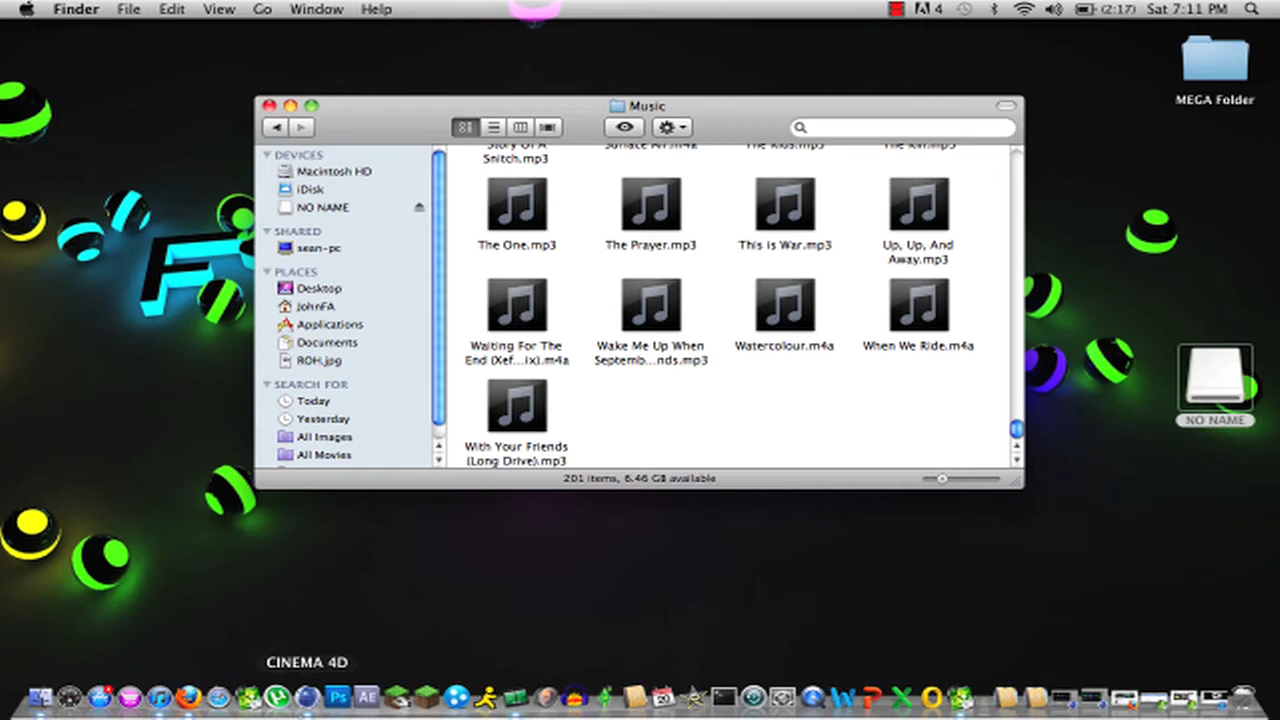 Finder File Edit View Go Window Help
4
(2:17) Sat 7:11 PM
MEGA Folder
Music
DEVICES
Macintosh HD
iDisk
NO NAME
SHARED
sean-pc
PLACES
Desktop
JohnFA
Applications
Documents
ROH.jpg
SEARCH FOR
Today
Yesterday
All Images
All Movies
Story Of A
Snitch.mp3
Surface Air.m4a
The Kids.mp3
The One.mp3
The Prayer.mp3
This is War.mp3
Up, Up, And
Away.mp3
Waiting For The
End (Xef...ix).m4a
Wake Me Up When
Septemb...nds.mp3
Watercolour.m4a
When We Ride.m4a
With Your Friends
(Long Drive).mp3
201 items, 6.46 GB available
NO NAME
CINEMA 4D
Ps
AE